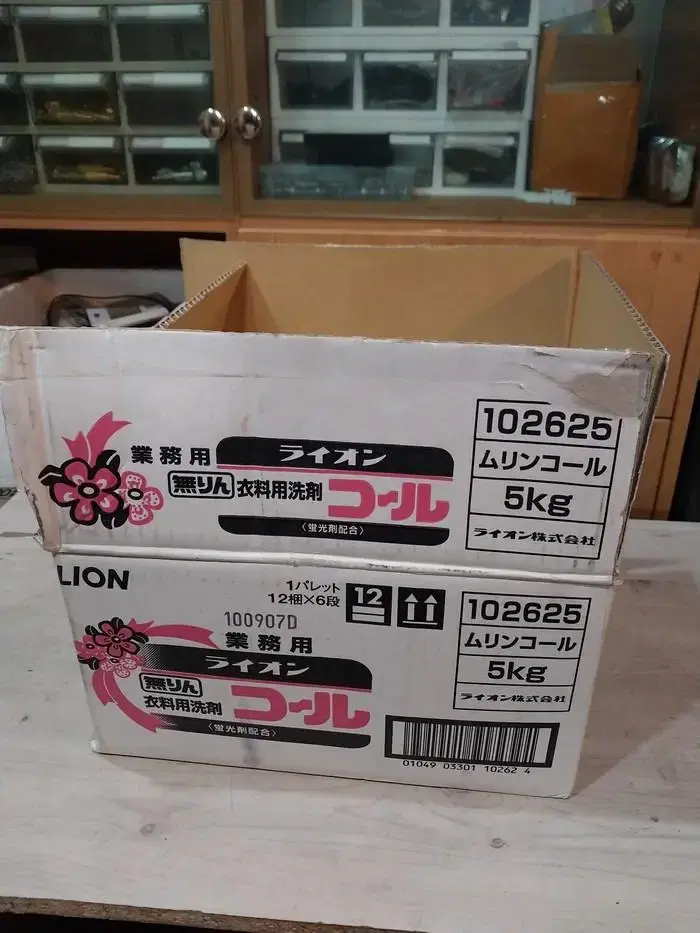 業務用
ライオン
無りん 衣料用洗剤 コール
〈蛍光剤配合〉
102625
ムリンコール
5kg
ライオン株式会社
LION
1パレット
12梱×6段
12
100907D
業務用
ライオン
無りん
衣料用洗剤
コール
〈蛍光剤配合〉
102625
ムリンコール
5kg
ライオン株式会社
01049 03301 10262 4